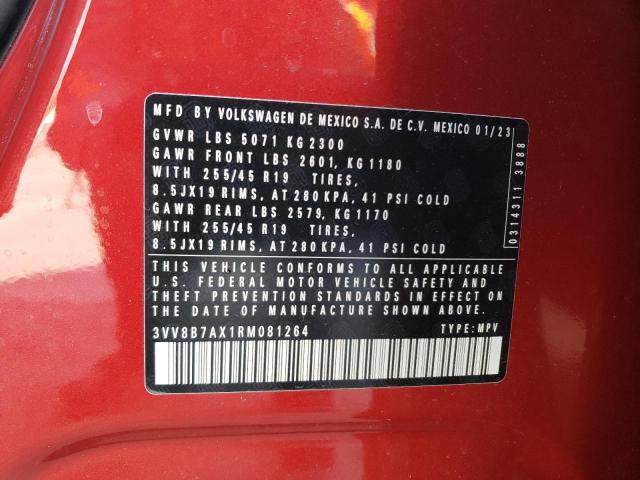 MFD BY VOLKSWAGEN DE MEXICO S.A. DE C.V. MEXICO 01/23
GVWR LBS 5071 KG 2300
GAWR FRONT LBS 2601, KG 1180
WITH 255/45 R19 TIRES,
8.5JX19 RIMS, AT 280 KPA, 41 PSI COLD
GAWR REAR LBS 2579, KG 1170
WITH 255/45 R19 TIRES,
8.5JX19 RIMS, AT 280 KPA, 41 PSI COLD
THIS VEHICLE CONFORMS TO ALL APPLICABLE
U.S. FEDERAL MOTOR VEHICLE SAFETY AND
THEFT PREVENTION STANDARDS IN EFFECT ON
THE DATE OF MANUFACTURE SHOWN ABOVE
3VV8B7AX1RM081264 TYPE: MPV
0314311 3888